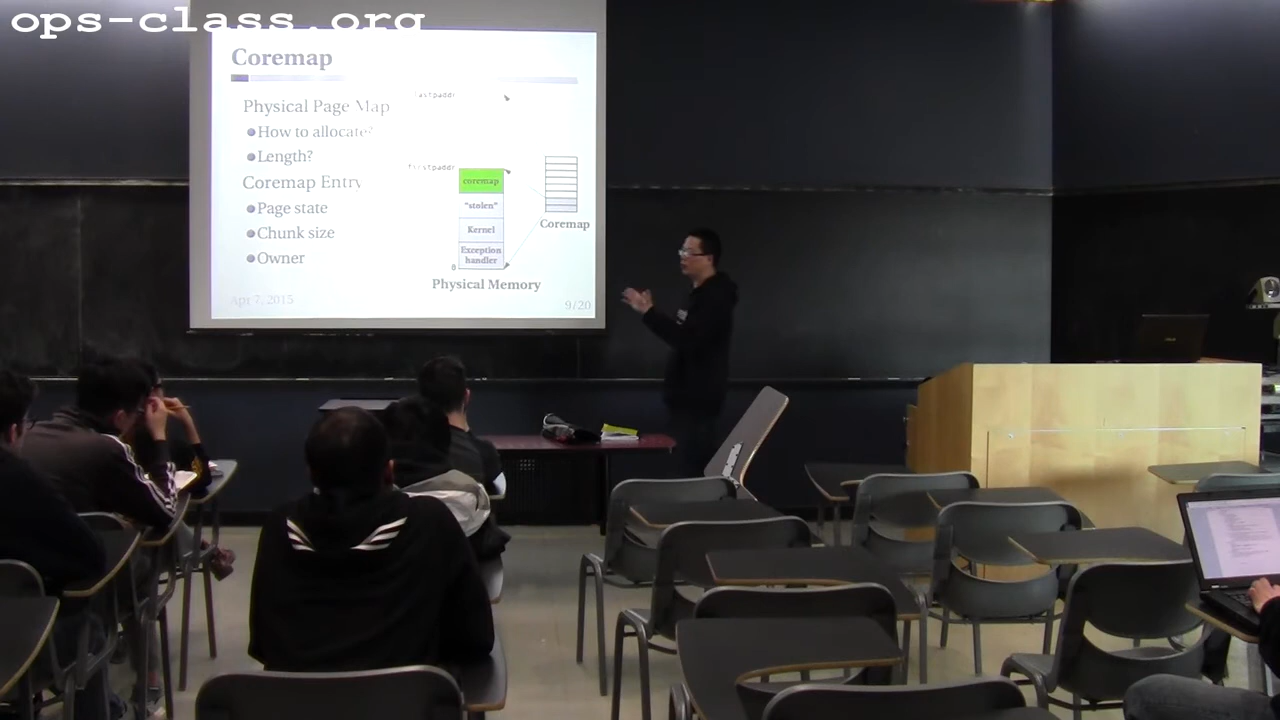 ops-class.org
Coremap
Physical Page Map
How to allocate?
Length?
Coremap Entry
Page state
Chunk size
Owner
lastpaddr
firstpaddr
coremap
"stolen"
Kernel
Exception
handler
0
Physical Memory
Coremap
Apr 7, 2015
9/20